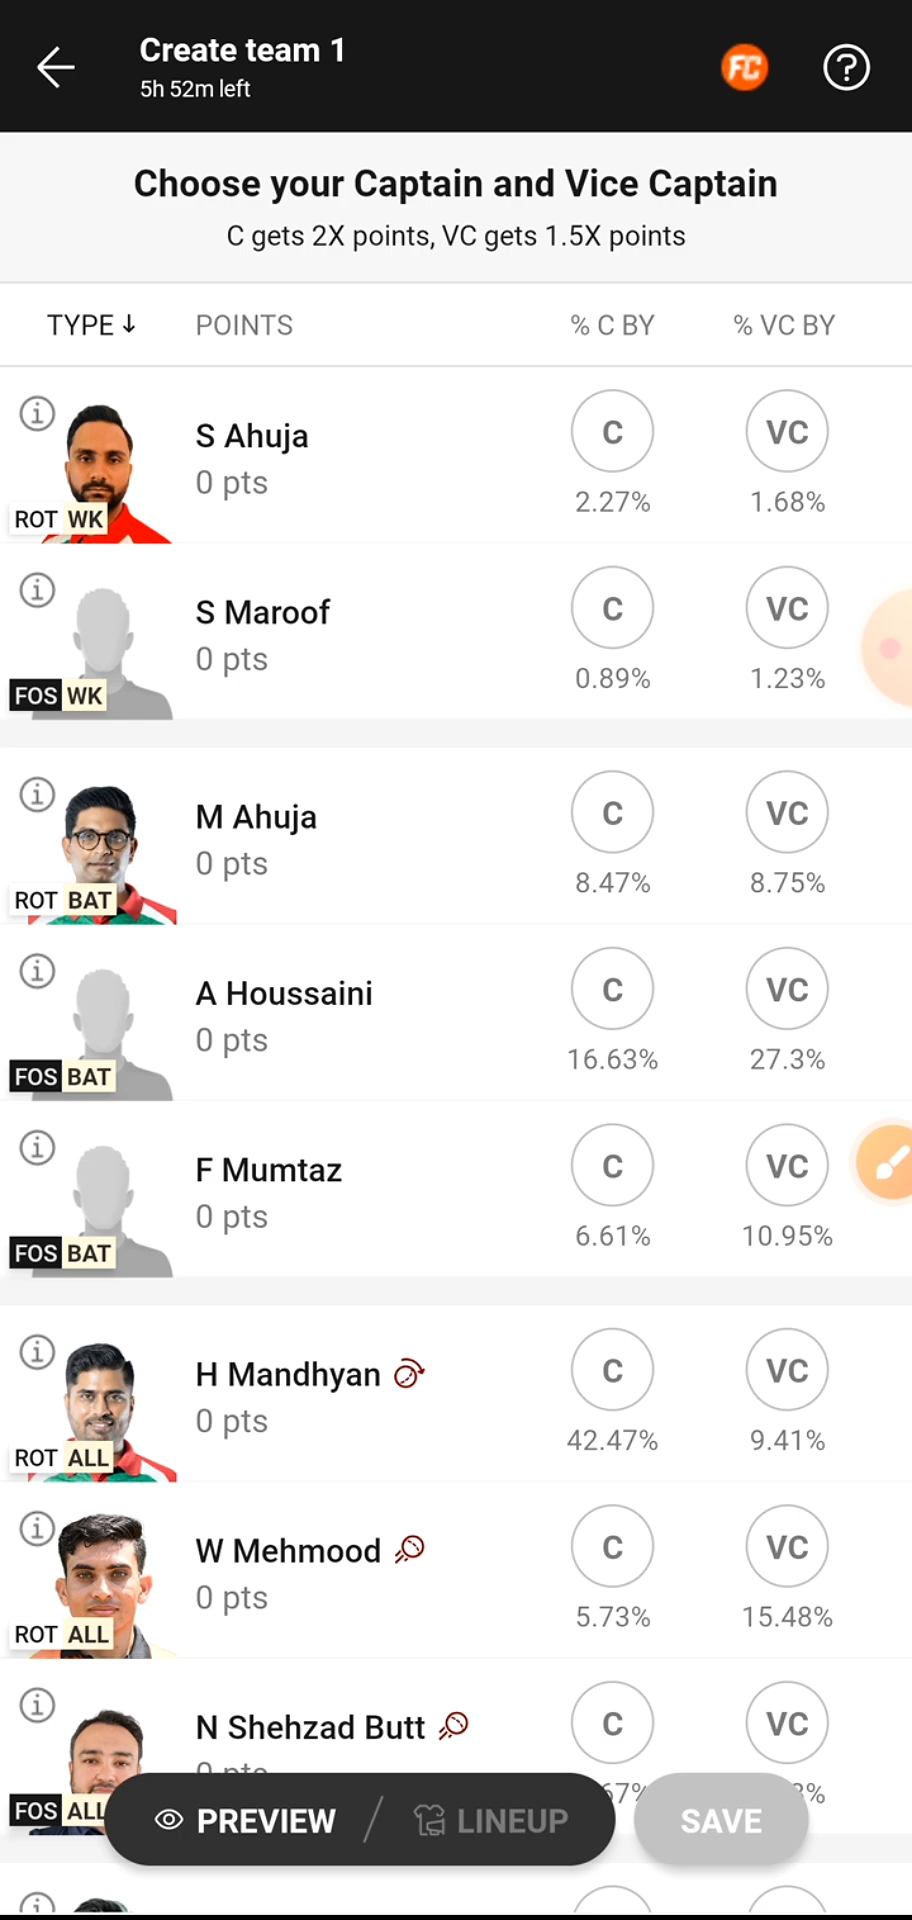 Create team 1
5h 52m left
FC
?
Choose your Captain and Vice Captain
C gets 2X points, VC gets 1.5X points
TYPE ↓ POINTS % C BY % VC BY
S Ahuja
0 pts
ROT WK
C VC
2.27% 1.68%
S Maroof
0 pts
FOS WK
C VC
0.89% 1.23%
M Ahuja
0 pts
ROT BAT
C VC
8.47% 8.75%
A Houssaini
0 pts
FOS BAT
C VC
16.63% 27.3%
F Mumtaz
0 pts
FOS BAT
C VC
6.61% 10.95%
H Mandhyan
0 pts
ROT ALL
C VC
42.47% 9.41%
W Mehmood
0 pts
ROT ALL
C VC
5.73% 15.48%
N Shehzad Butt
0 pts
FOS ALL
C VC
PREVIEW / LINEUP SAVE